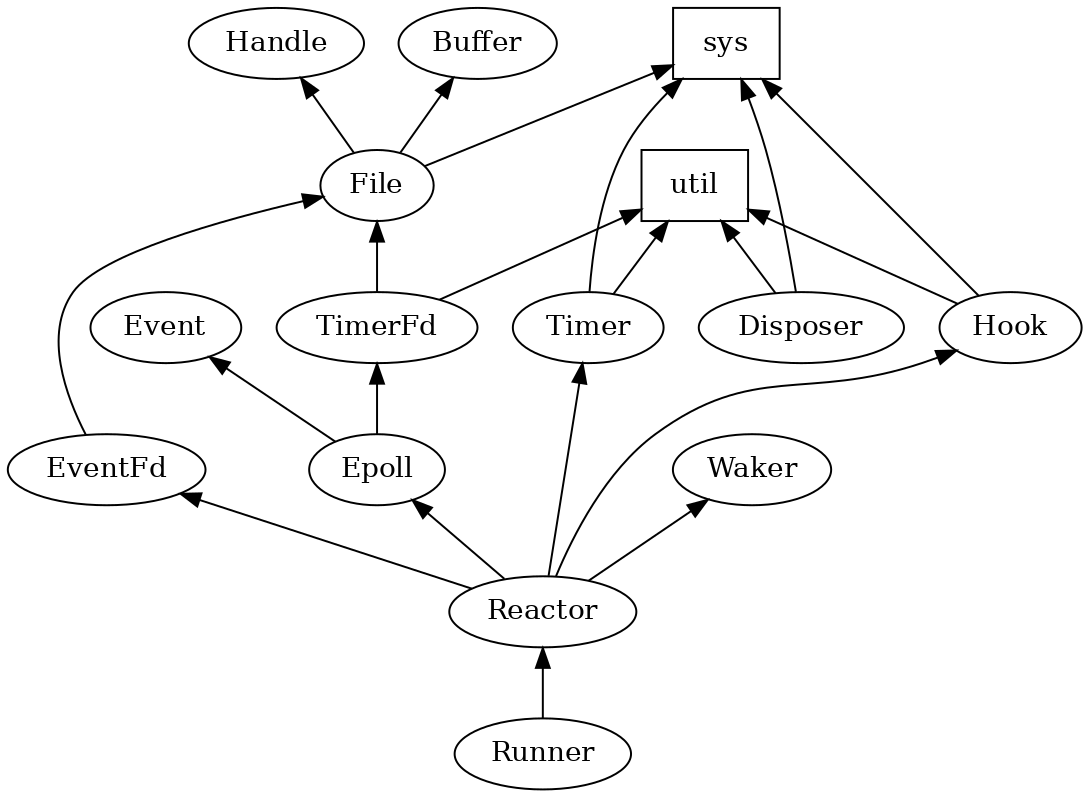 Handle
Buffer
sys
File
util
Event
TimerFd
Timer
Disposer
Hook
EventFd
Epoll
Waker
Reactor
Runner